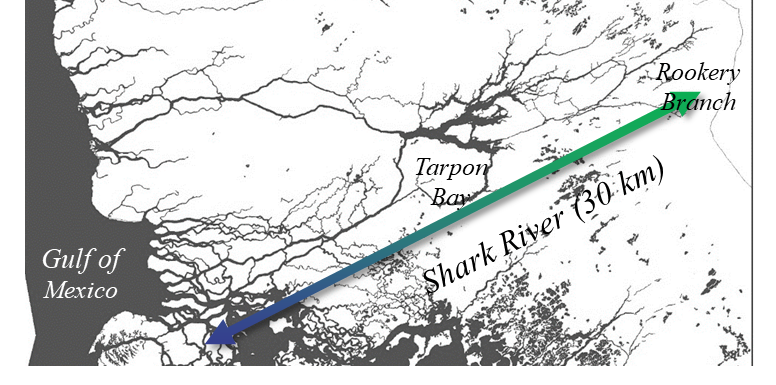 Rookery
Branch
Tarpon
Bay
Shark River (30 km)
Gulf of
Mexico